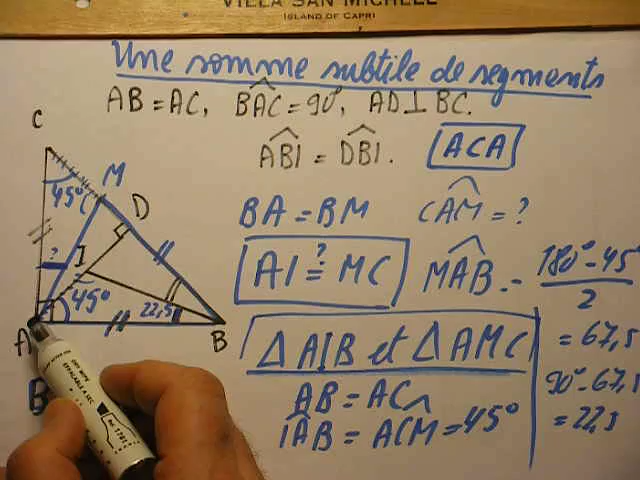 VILLA SAN MICHELE
ISLAND OF CAPRI
Une somme subtile de segments
AB = AC, BAC = 90°, AD ⊥ BC.
ABI = DBI.
ACA
BA = BM
CAM = ?
AI ?= MC
MAB = 180° - 45° / 2
= 67,5
90° - 67,5
= 22,5
Δ AIB et Δ AMC
AB = AC
IAB = ACM = 45°
C
M
D
45°
I
?
45°
22,5
A
B
B